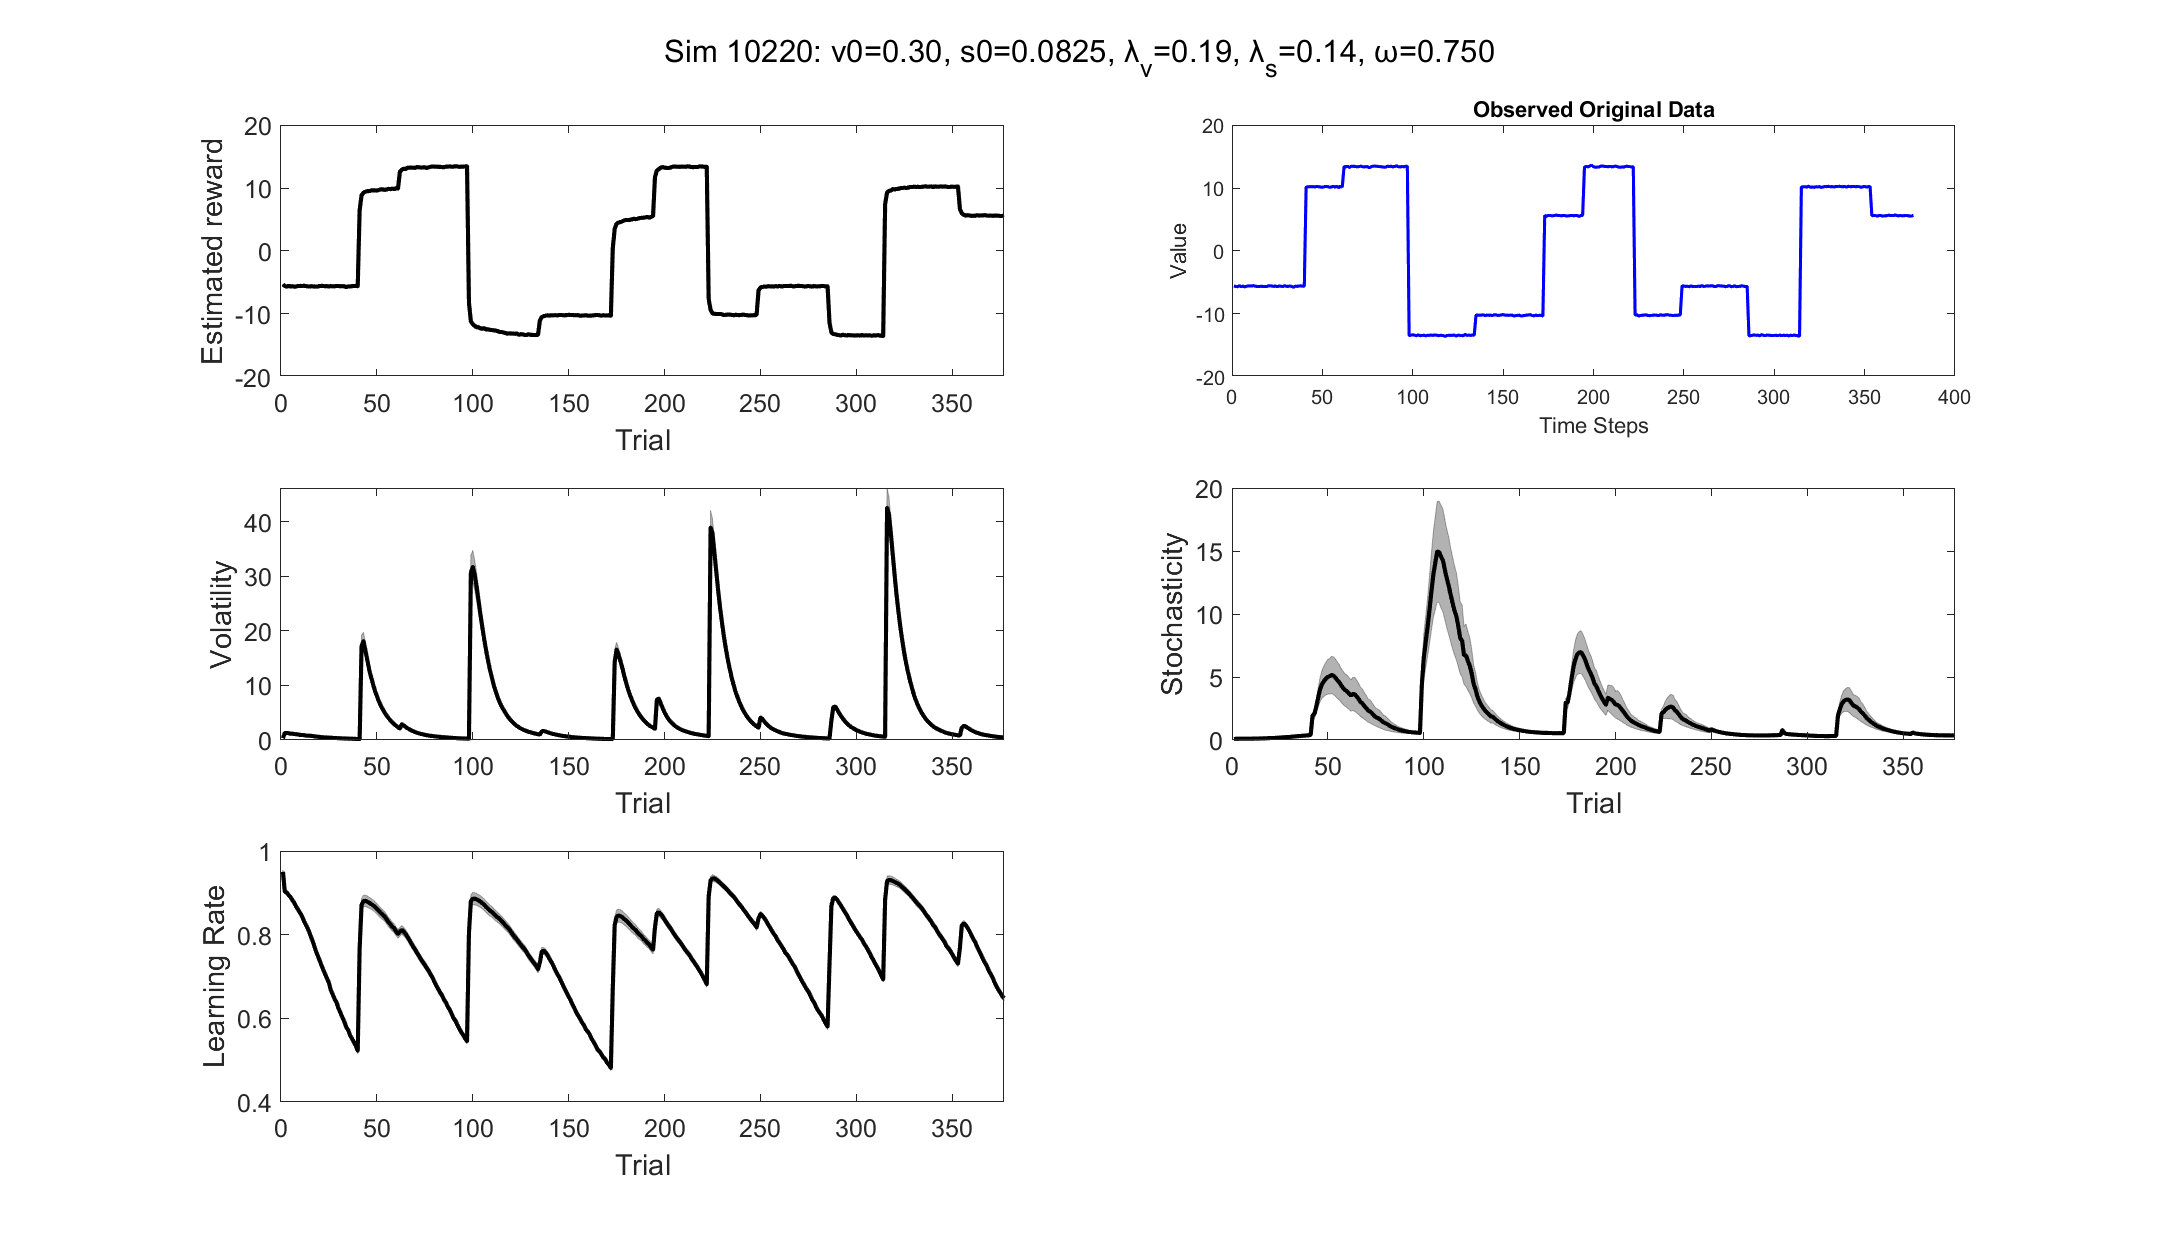 Sim 10220: v0=0.30, s0=0.0825, λv=0.19, λs=0.14, ω=0.750
Estimated reward
20
10
0
-10
-20
0 50 100 150 200 250 300 350
Trial
Observed Original Data
Value
20
10
0
-10
-20
0 50 100 150 200 250 300 350 400
Time Steps
Volatility
40
30
20
10
0
0 50 100 150 200 250 300 350
Trial
Stochasticity
20
15
10
5
0
0 50 100 150 200 250 300 350
Trial
Learning Rate
1
0.8
0.6
0.4
0 50 100 150 200 250 300 350
Trial